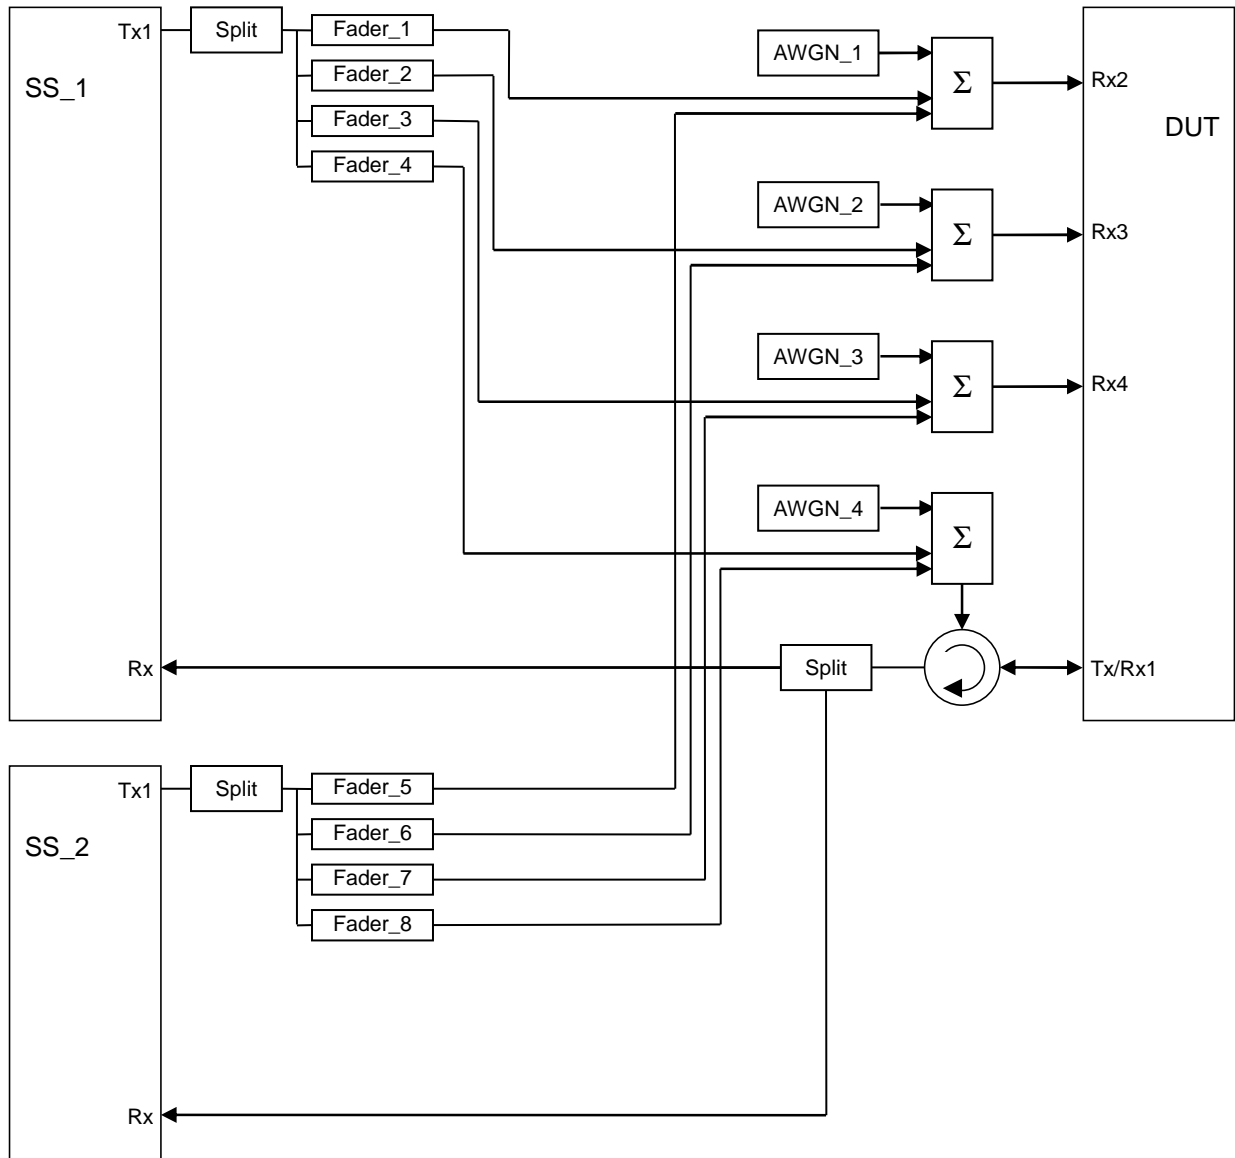 Tx1
Split
Fader_1
Fader_2
Fader_3
Fader_4
SS_1
AWGN_1
Σ
Rx2
DUT
AWGN_2
Σ
Rx3
AWGN_3
Σ
Rx4
AWGN_4
Σ
Rx
Split
Tx/Rx1
Tx1
Split
Fader_5
Fader_6
Fader_7
Fader_8
SS_2
Rx